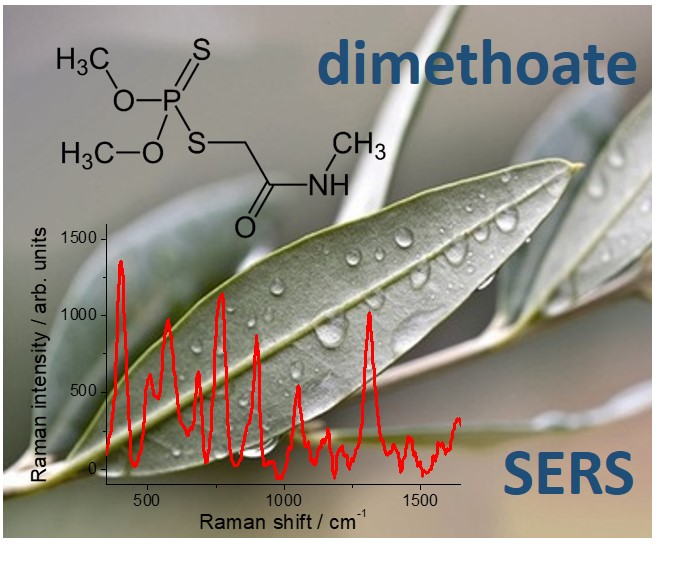 dimethoate
H₃C
S
O
P
H₃C
O
S
CH₃
NH
O
1500
1000
500
0
Raman intensity / arb. units
500
1000
1500
Raman shift / cm⁻¹
SERS